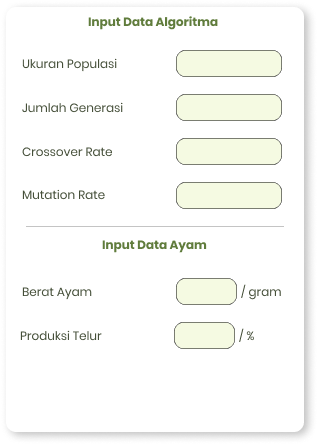 Input Data Algoritma
Ukuran Populasi
Jumlah Generasi
Crossover Rate
Mutation Rate
Input Data Ayam
Berat Ayam / gram
Produksi Telur / %